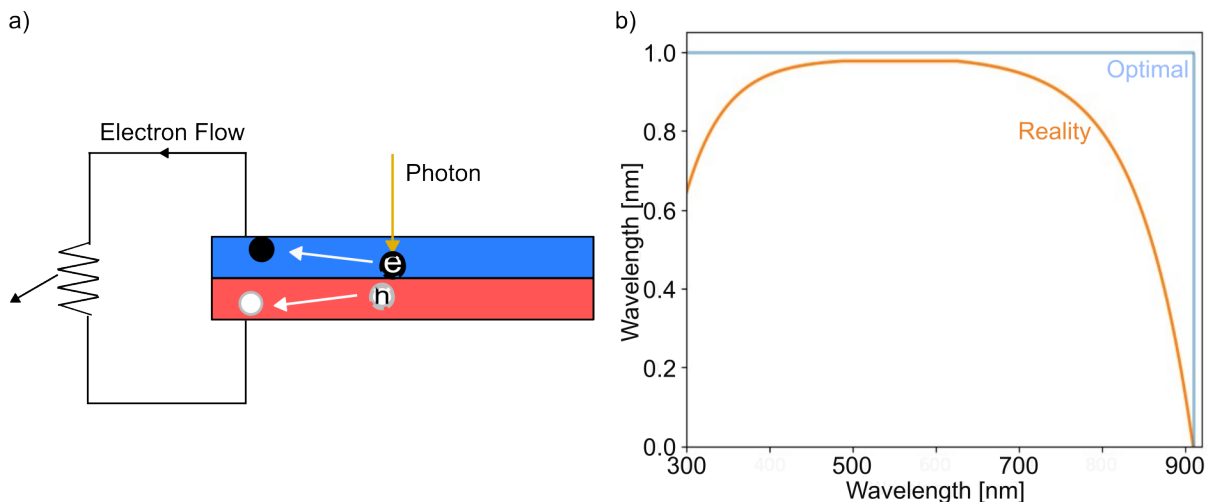 a)
Electron Flow
Photon
e
h
b)
Optimal
Reality
Wavelength [nm]
1.0
0.8
0.6
0.4
0.2
0.0
300 400 500 600 700 800 900
Wavelength [nm]